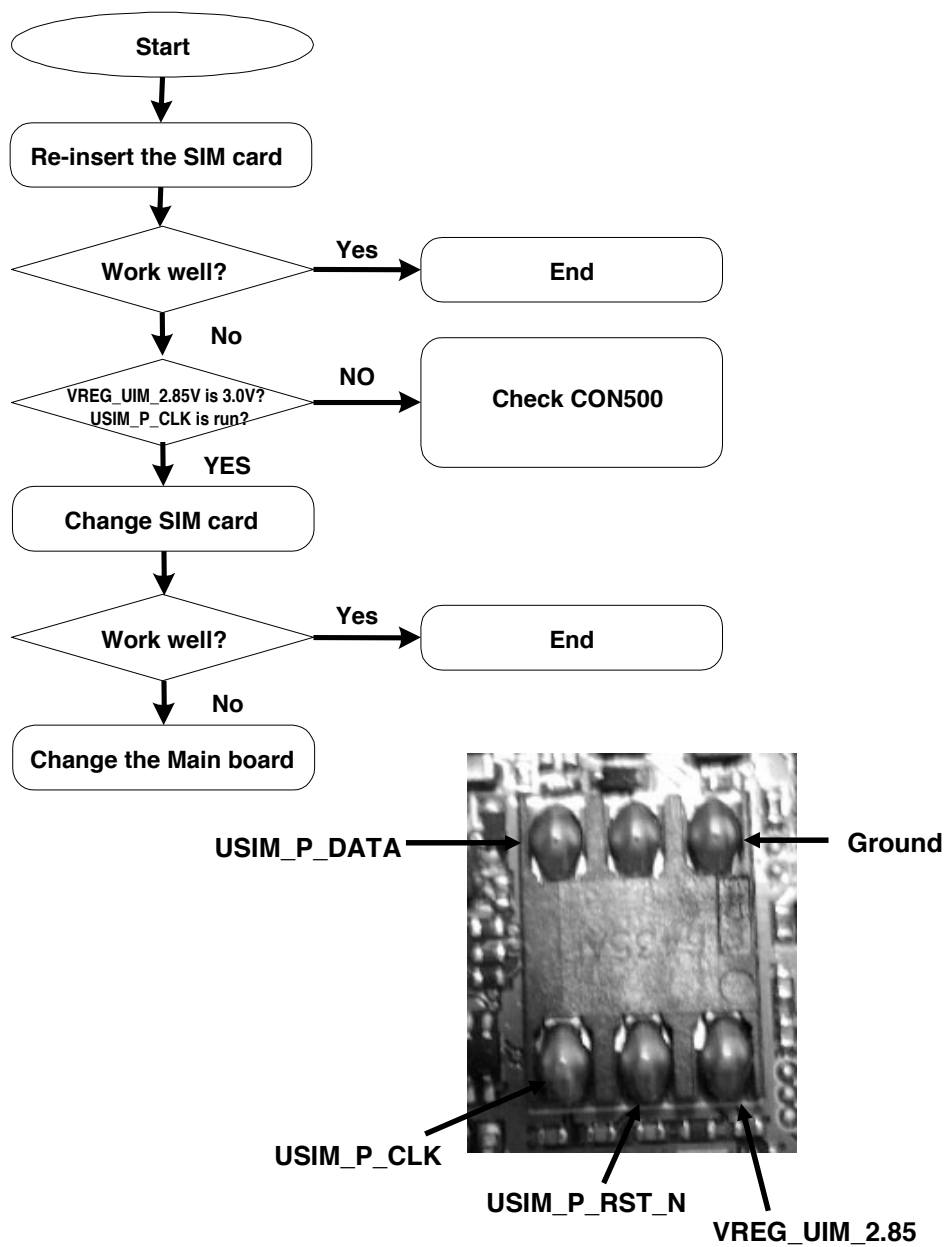 Start
Re-insert the SIM card
Work well?
Yes
End
No
VREG_UIM_2.85V is 3.0V?
USIM_P_CLK is run?
NO
Check CON500
YES
Change SIM card
Work well?
Yes
End
No
Change the Main board
USIM_P_DATA
Ground
USIM_P_CLK
USIM_P_RST_N
VREG_UIM_2.85